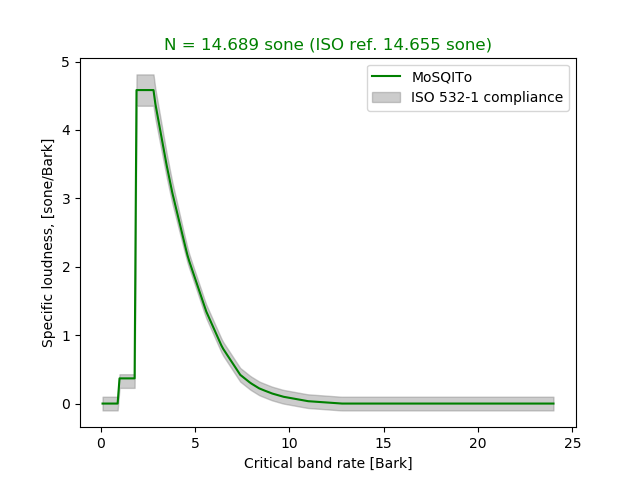 N = 14.689 sone (ISO ref. 14.655 sone)
MoSQITo
ISO 532-1 compliance
Specific loudness, [sone/Bark]
5
4
3
2
1
0
0 5 10 15 20 25
Critical band rate [Bark]